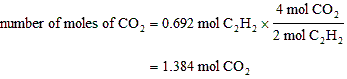 number of moles of CO₂ = 0.692 mol C₂H₂ × 4 mol CO₂ / 2 mol C₂H₂
= 1.384 mol CO₂